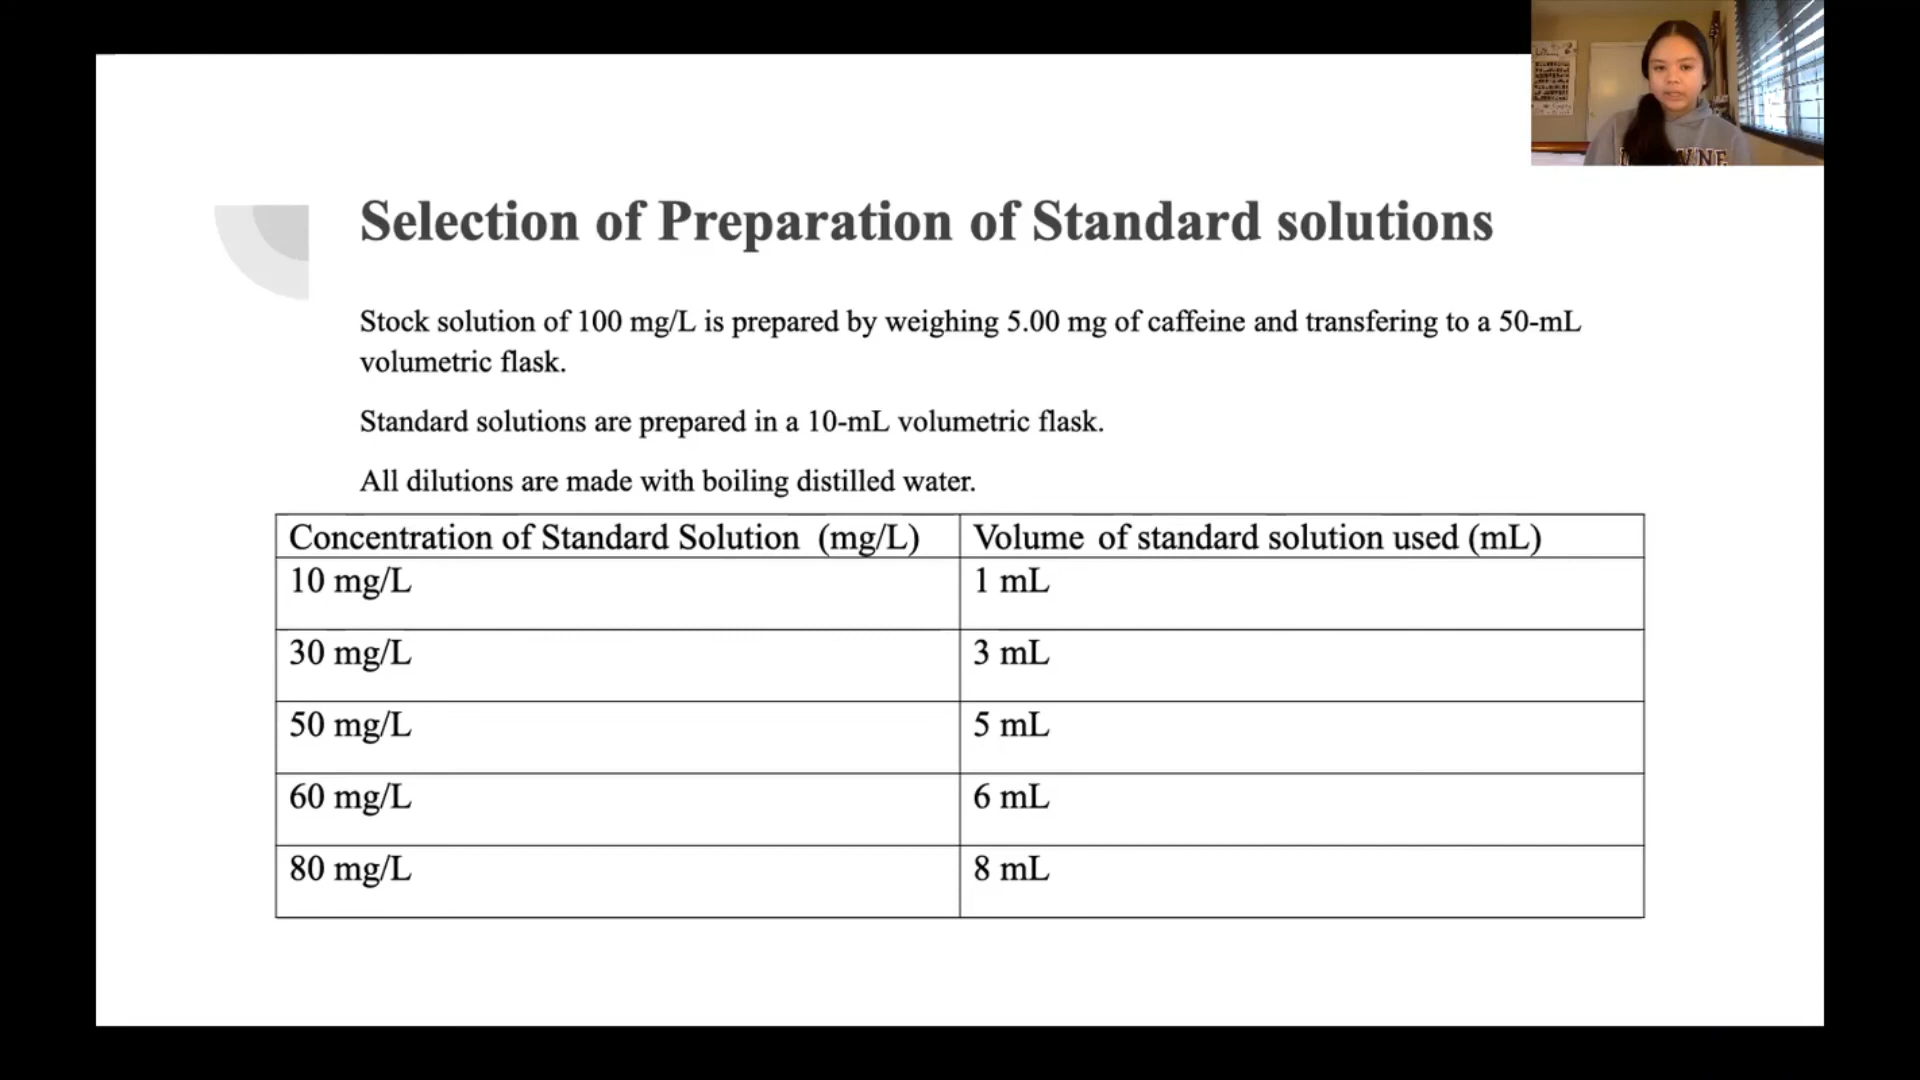 Selection of Preparation of Standard solutions
Stock solution of 100 mg/L is prepared by weighing 5.00 mg of caffeine and transfering to a 50-mL
volumetric flask.
Standard solutions are prepared in a 10-mL volumetric flask.
All dilutions are made with boiling distilled water.
Concentration of Standard Solution (mg/L) Volume of standard solution used (mL)
10 mg/L 1 mL
30 mg/L 3 mL
50 mg/L 5 mL
60 mg/L 6 mL
80 mg/L 8 mL